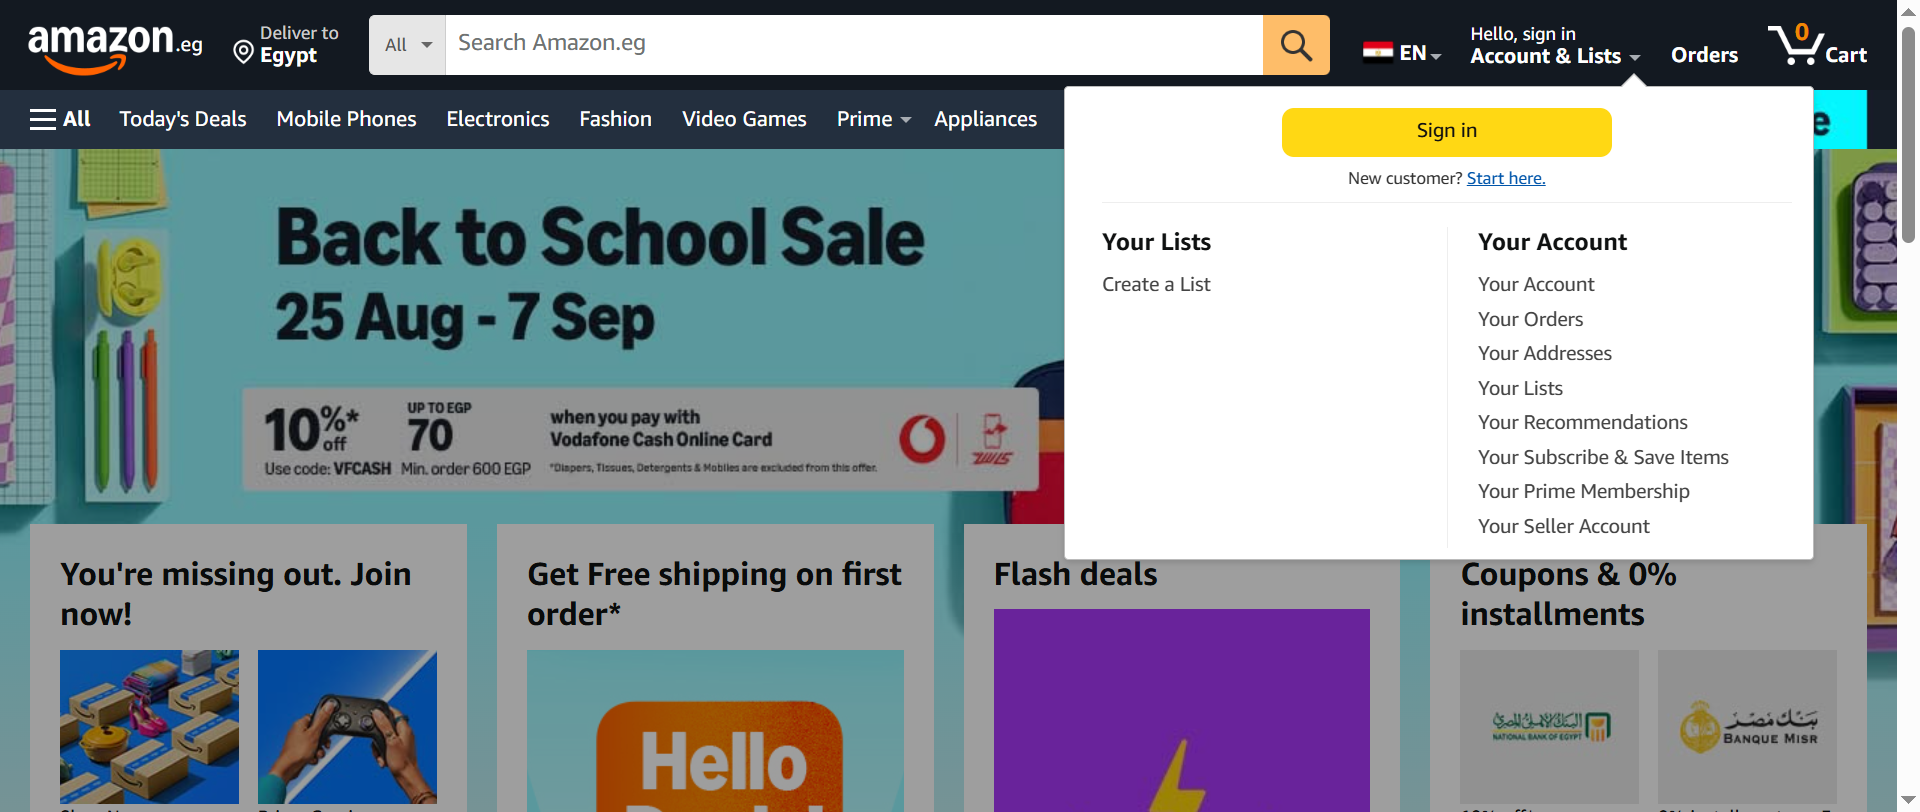 amazon.eg
Deliver to
Egypt
All
Search Amazon.eg
EN
Hello, sign in
Account & Lists
Orders
0
Cart
All
Today's Deals
Mobile Phones
Electronics
Fashion
Video Games
Prime
Appliances
e
Sign in
New customer? Start here.
Your Lists
Create a List
Your Account
Your Account
Your Orders
Your Addresses
Your Lists
Your Recommendations
Your Subscribe & Save Items
Your Prime Membership
Your Seller Account
Back to School Sale
25 Aug - 7 Sep
10%* off
Use code: VFCASH
UP TO EGP
70
Min. order 600 EGP
when you pay with
Vodafone Cash Online Card
*Diapers, Tissues, Detergents & Mobiles are excluded from this offer.
You're missing out. Join
now!
Get Free shipping on first
order*
Hello
Flash deals
Coupons & 0%
installments
البنك الأهلي المصري
NATIONAL BANK OF EGYPT
بنك مصر
BANQUE MISR